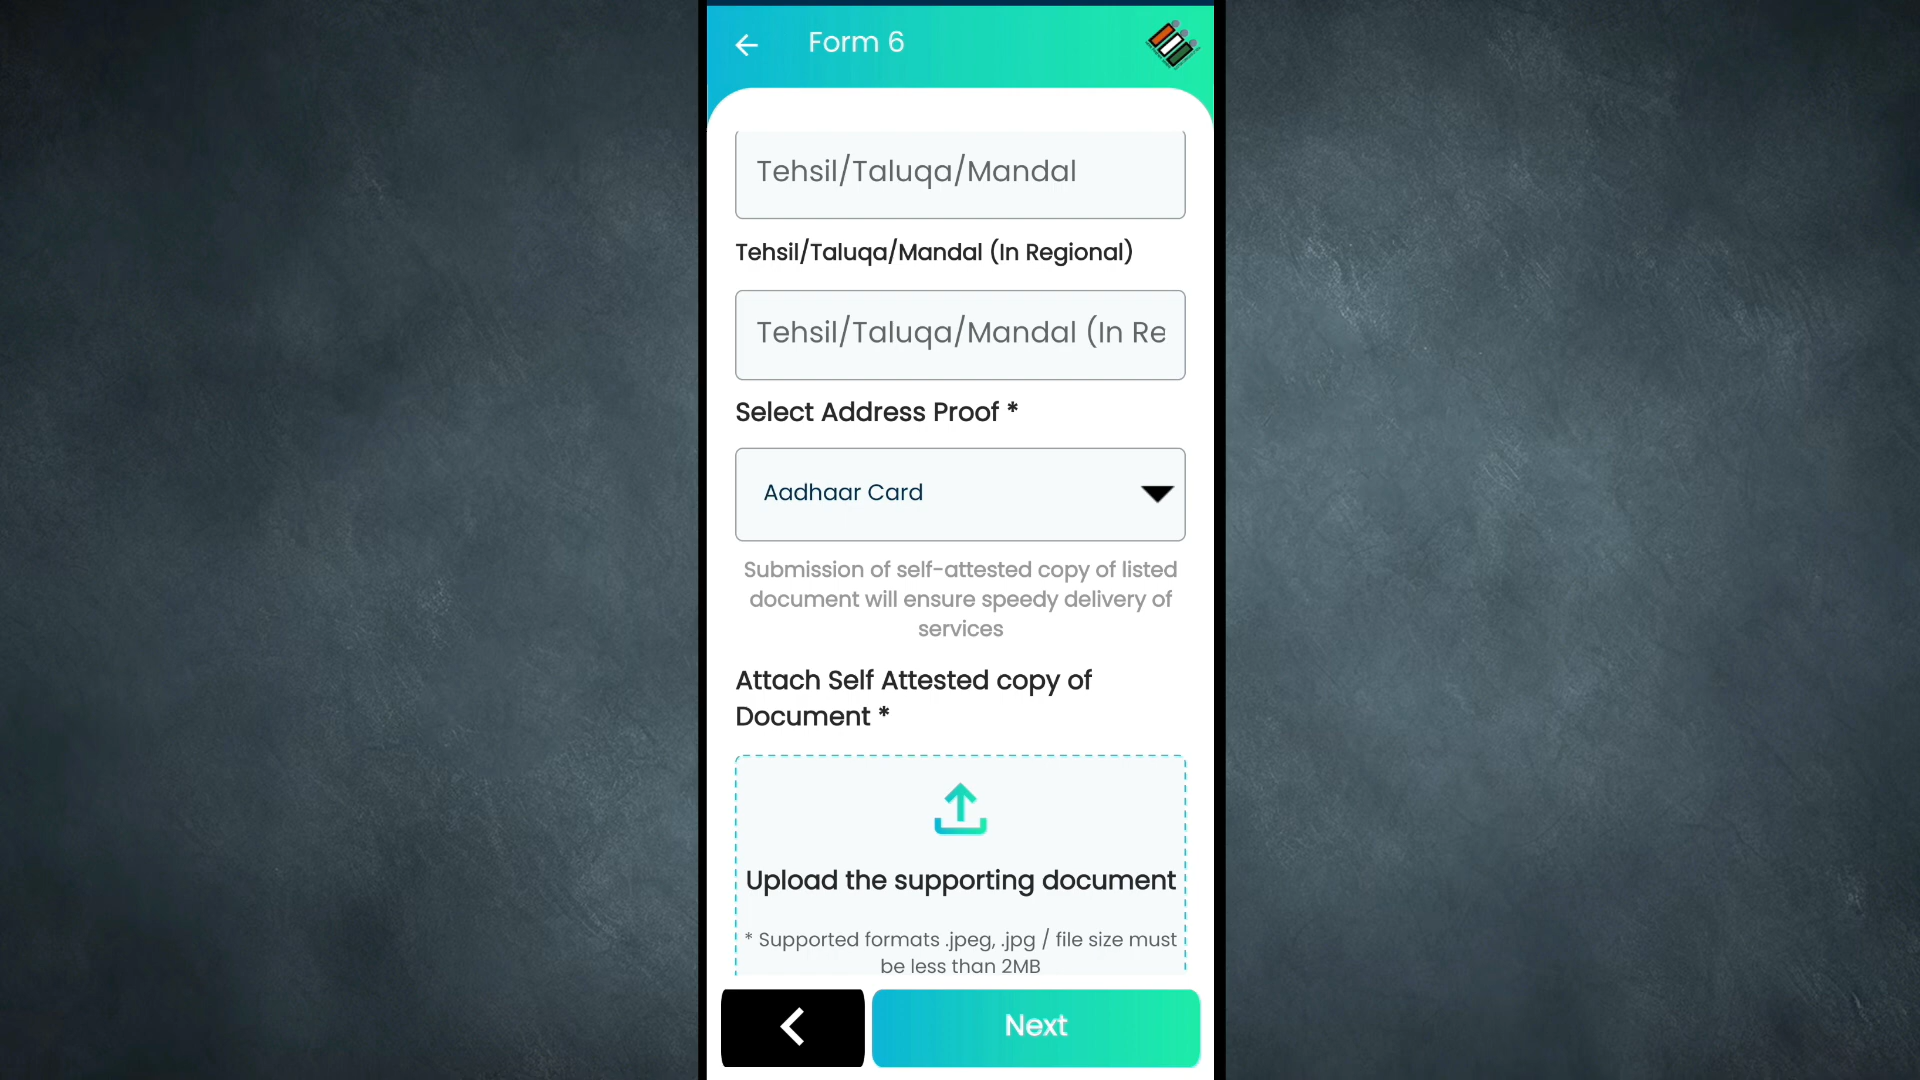 Form 6
Tehsil/Taluqa/Mandal
Tehsil/Taluqa/Mandal (In Regional)
Tehsil/Taluqa/Mandal (In Re
Select Address Proof *
Aadhaar Card
Submission of self-attested copy of listed
document will ensure speedy delivery of
services
Attach Self Attested copy of
Document *
Upload the supporting document
* Supported formats .jpeg, .jpg / file size must
be less than 2MB
Next